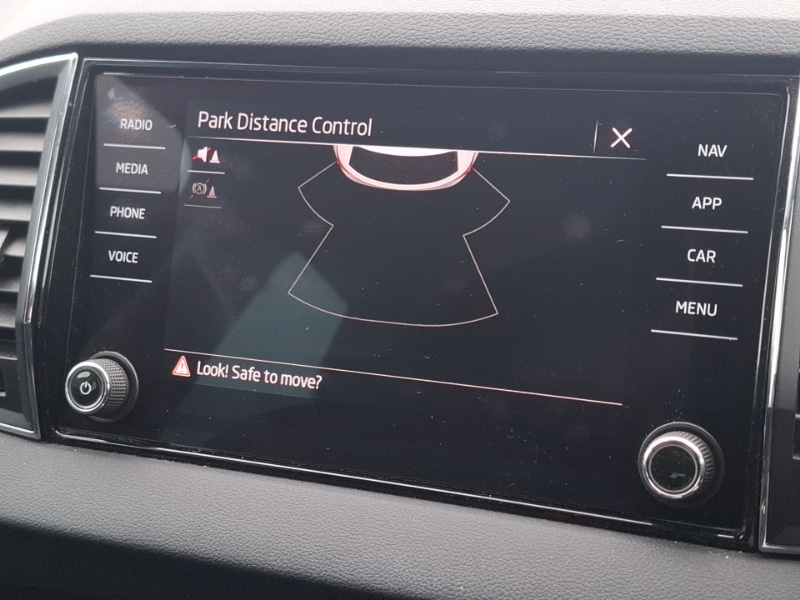 Park Distance Control
RADIO
MEDIA
PHONE
VOICE
NAV
APP
CAR
MENU
Look! Safe to move?